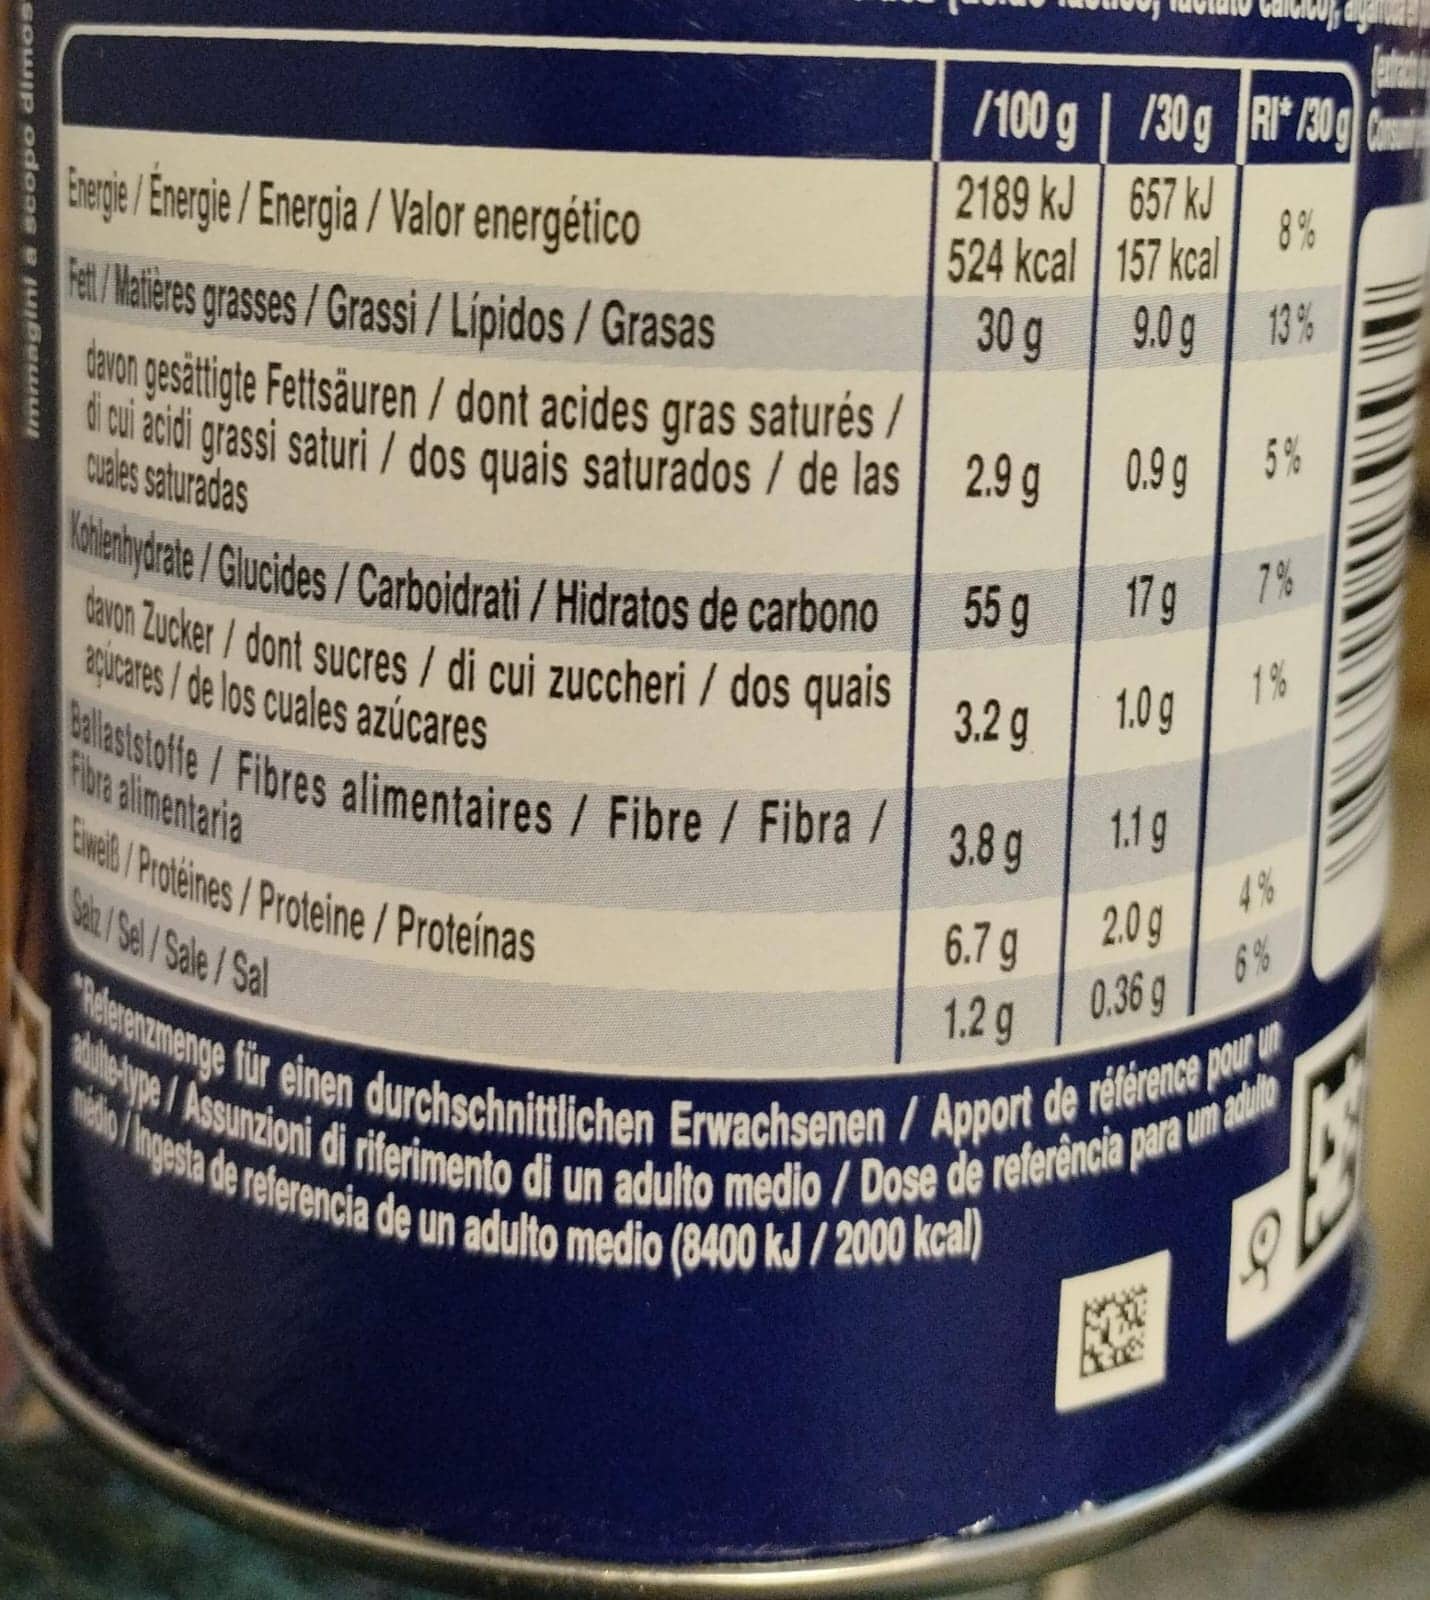 immagini a scopo dimos
/100 g | /30 g RI* /30 g
Energie / Énergie / Energia / Valor energético 2189 kJ 657 kJ 8 %
524 kcal 157 kcal
Fett / Matières grasses / Grassi / Lípidos / Grasas 30 g 9.0 g 13 %
davon gesättigte Fettsäuren / dont acides gras saturés /
di cui acidi grassi saturi / dos quais saturados / de las 2.9 g 0.9 g 5 %
cuales saturadas
Kohlenhydrate / Glucides / Carboidrati / Hidratos de carbono 55 g 17 g 7 %
davon Zucker / dont sucres / di cui zuccheri / dos quais
açúcares / de los cuales azúcares 3.2 g 1.0 g 1 %
Ballaststoffe / Fibres alimentaires / Fibre / Fibra /
Fibra alimentaria 3.8 g 1.1 g
Eiweiß / Protéines / Proteine / Proteínas 6.7 g 2.0 g 4 %
Salz / Sel / Sale / Sal 1.2 g 0.36 g 6 %
*Referenzmenge für einen durchschnittlichen Erwachsenen / Apport de référence pour un
adulte-type / Assunzioni di riferimento di un adulto medio / Dose de referência para um adulto
médio / Ingesta de referencia de un adulto medio (8400 kJ / 2000 kcal)